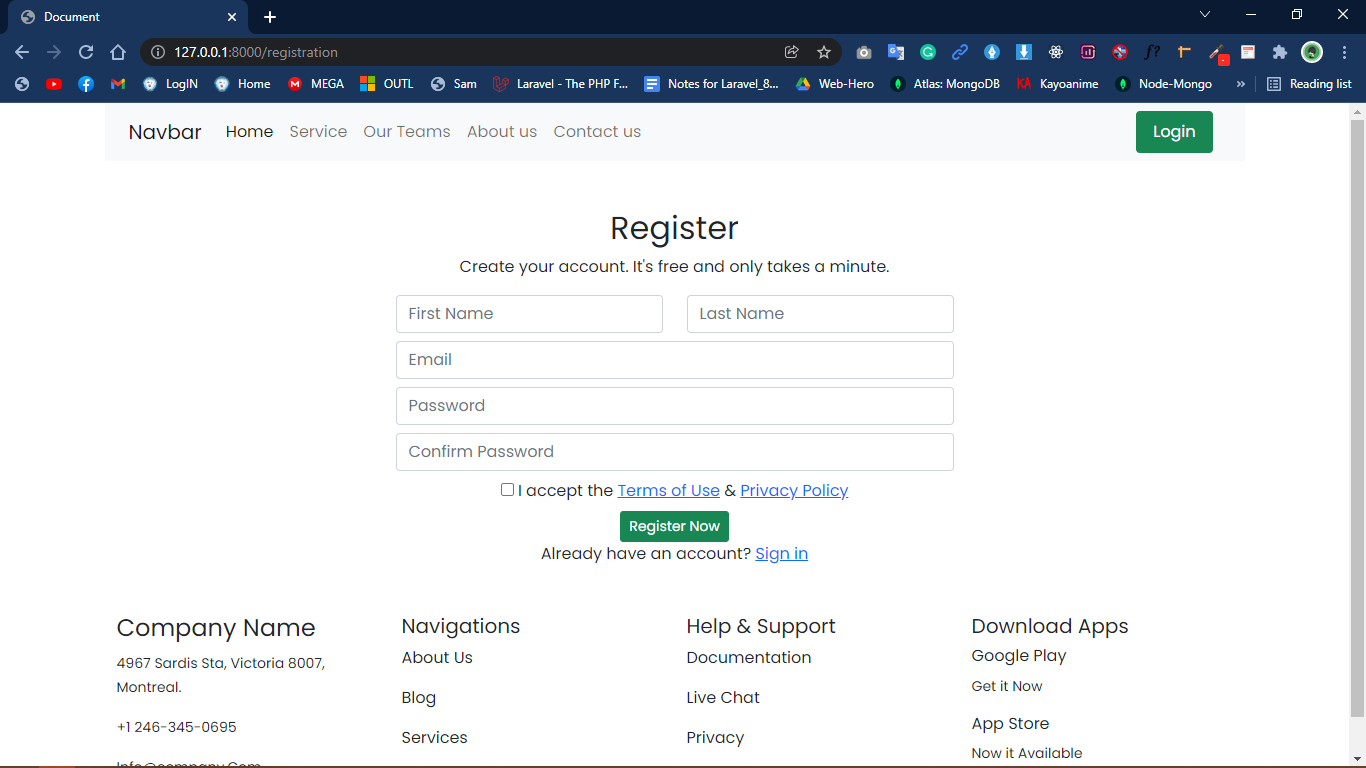 Document
127.0.0.1:8000/registration
LogIN Home MEGA OUTL Sam Laravel - The PHP F... Notes for Laravel_8... Web-Hero Atlas: MongoDB KA Kayoanime Node-Mongo » Reading list
Navbar Home Service Our Teams About us Contact us Login
Register
Create your account. It's free and only takes a minute.
First Name Last Name
Email
Password
Confirm Password
I accept the Terms of Use & Privacy Policy
Register Now
Already have an account? Sign in
Company Name Navigations Help & Support Download Apps
4967 Sardis Sta, Victoria 8007, About Us Documentation Google Play
Montreal. Get it Now
Blog Live Chat
+1 246-345-0695 App Store
Services Privacy
Now it Available
Info@company.Com